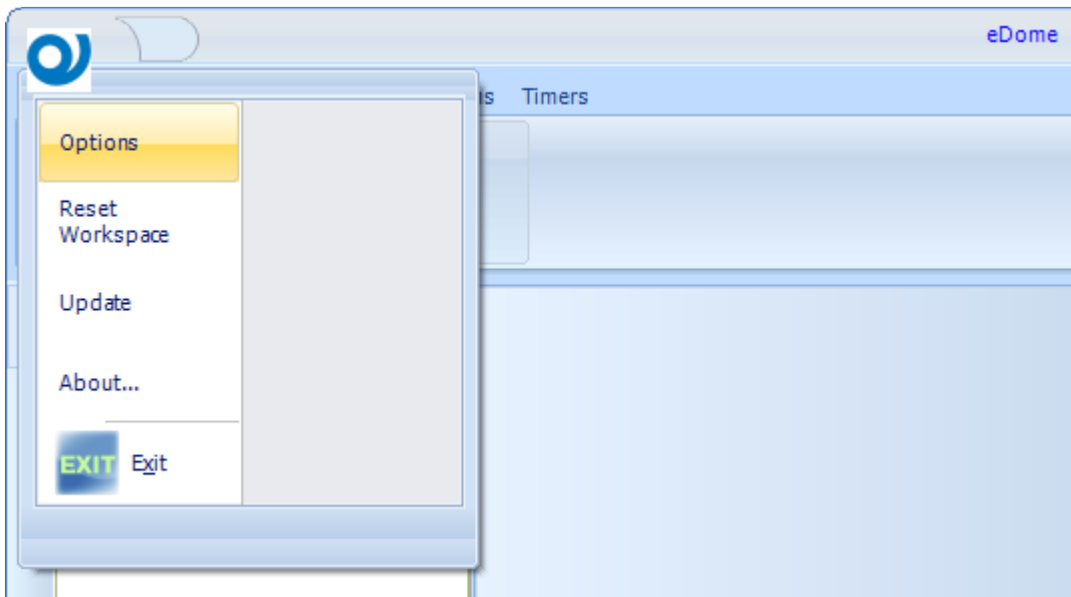 eDome
Timers
Options
Reset
Workspace
Update
About...
EXIT Exit